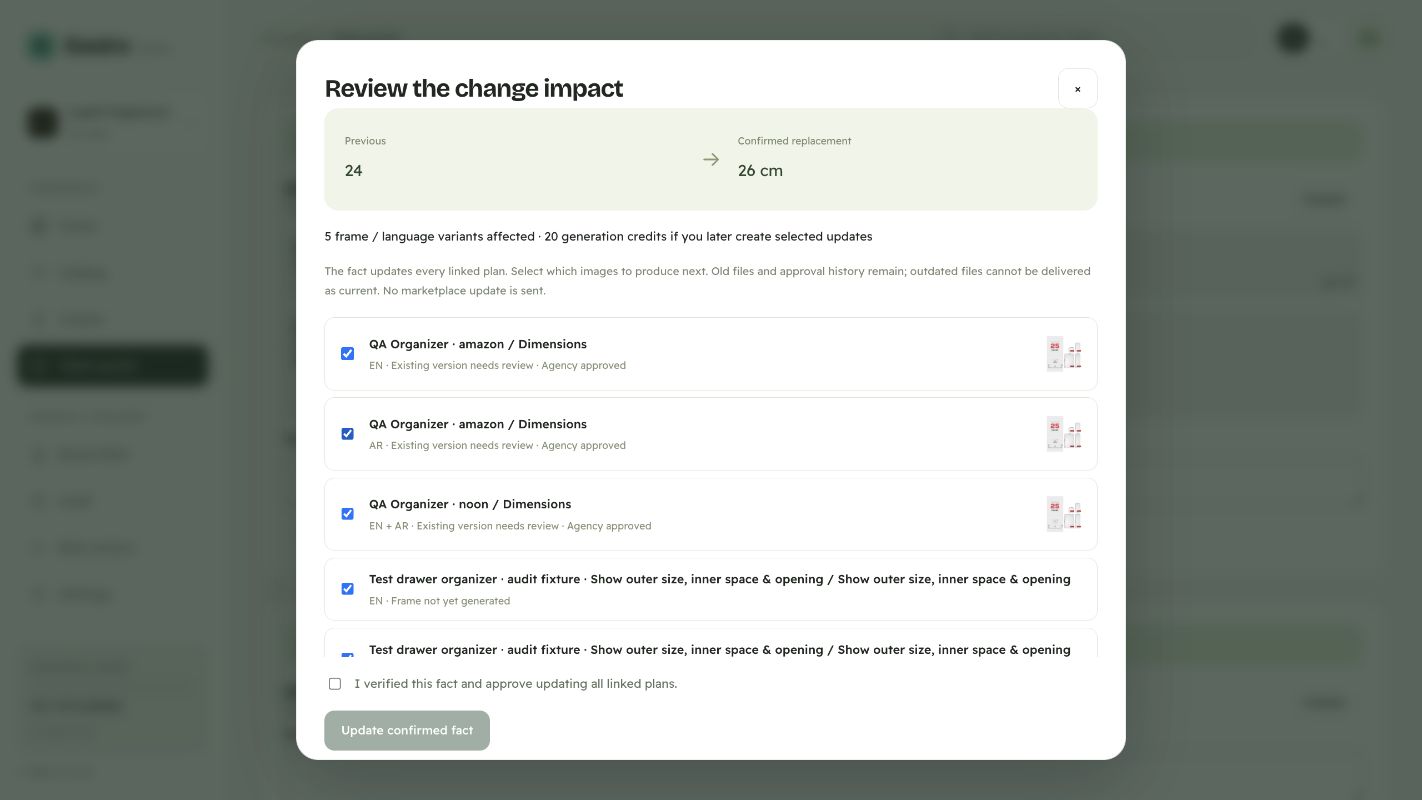 Review the change impact
×
Previous
24
→
Confirmed replacement
26 cm
5 frame / language variants affected · 20 generation credits if you later create selected updates
The fact updates every linked plan. Select which images to produce next. Old files and approval history remain; outdated files cannot be delivered
as current. No marketplace update is sent.
QA Organizer · amazon / Dimensions
EN · Existing version needs review · Agency approved
25
QA Organizer · amazon / Dimensions
AR · Existing version needs review · Agency approved
25
QA Organizer · noon / Dimensions
EN + AR · Existing version needs review · Agency approved
25
Test drawer organizer · audit fixture · Show outer size, inner space & opening / Show outer size, inner space & opening
EN · Frame not yet generated
Test drawer organizer · audit fixture · Show outer size, inner space & opening / Show outer size, inner space & opening
I verified this fact and approve updating all linked plans.
Update confirmed fact